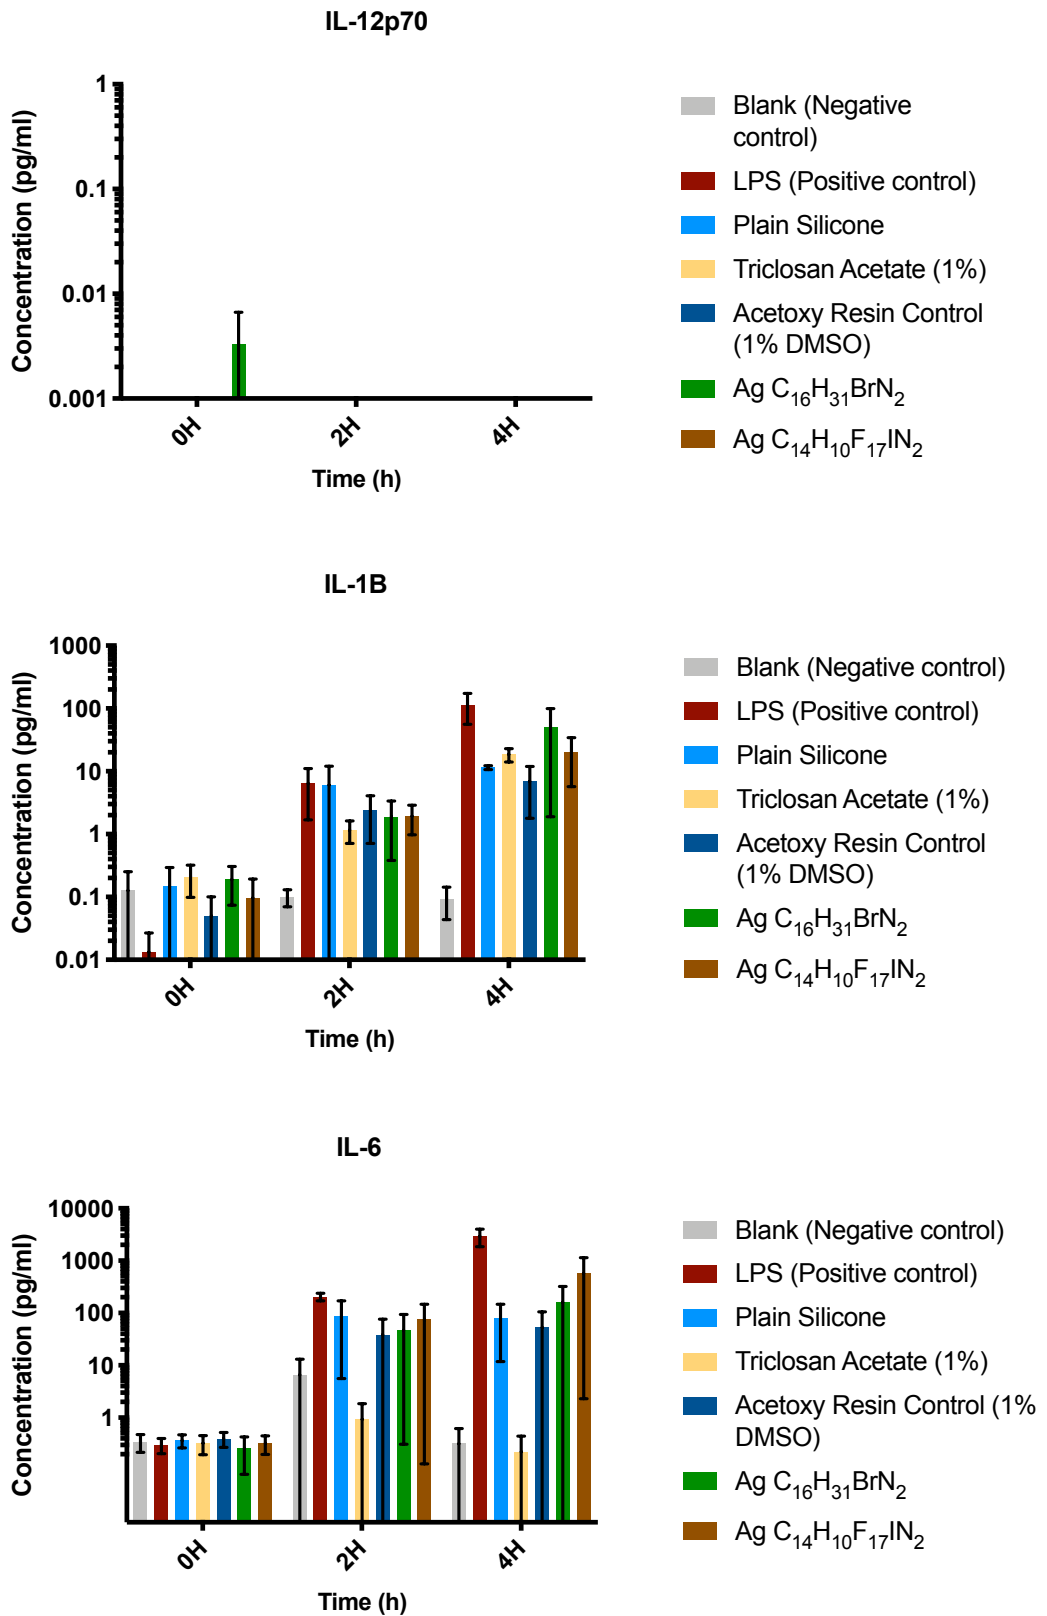 IL-12p70
Concentration (pg/ml)
1
0.1
0.01
0.001
0H
2H
4H
Time (h)
Blank (Negative
control)
LPS (Positive control)
Plain Silicone
Triclosan Acetate (1%)
Acetoxy Resin Control
(1% DMSO)
Ag C₁₆H₃₁BrN₂
Ag C₁₄H₁₀F₁₇IN₂
IL-1B
Concentration (pg/ml)
1000
100
10
1
0.1
0.01
0H
2H
4H
Time (h)
Blank (Negative control)
LPS (Positive control)
Plain Silicone
Triclosan Acetate (1%)
Acetoxy Resin Control
(1% DMSO)
Ag C₁₆H₃₁BrN₂
Ag C₁₄H₁₀F₁₇IN₂
IL-6
Concentration (pg/ml)
10000
1000
100
10
1
0H
2H
4H
Time (h)
Blank (Negative control)
LPS (Positive control)
Plain Silicone
Triclosan Acetate (1%)
Acetoxy Resin Control (1%
DMSO)
Ag C₁₆H₃₁BrN₂
Ag C₁₄H₁₀F₁₇IN₂